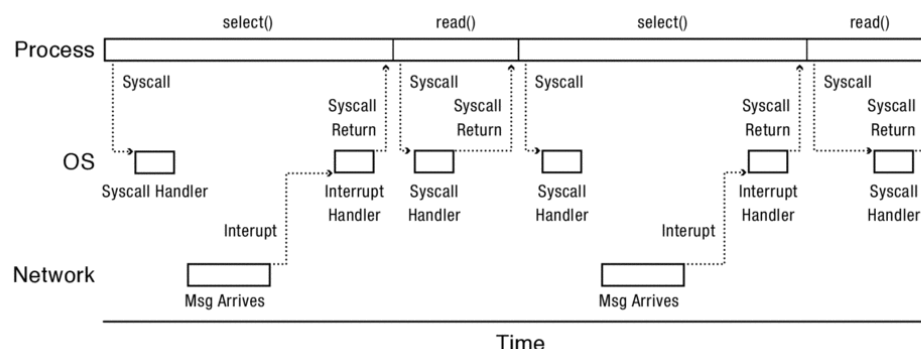 select()
read()
select()
read()
Process
Syscall
Syscall
Return
Syscall
Syscall
Return
Syscall
Syscall
Return
Syscall
Syscall
Return
OS
Syscall Handler
Interrupt
Handler
Syscall
Handler
Syscall
Handler
Interrupt
Handler
Syscall
Handler
Interupt
Interupt
Network
Msg Arrives
Msg Arrives
Time